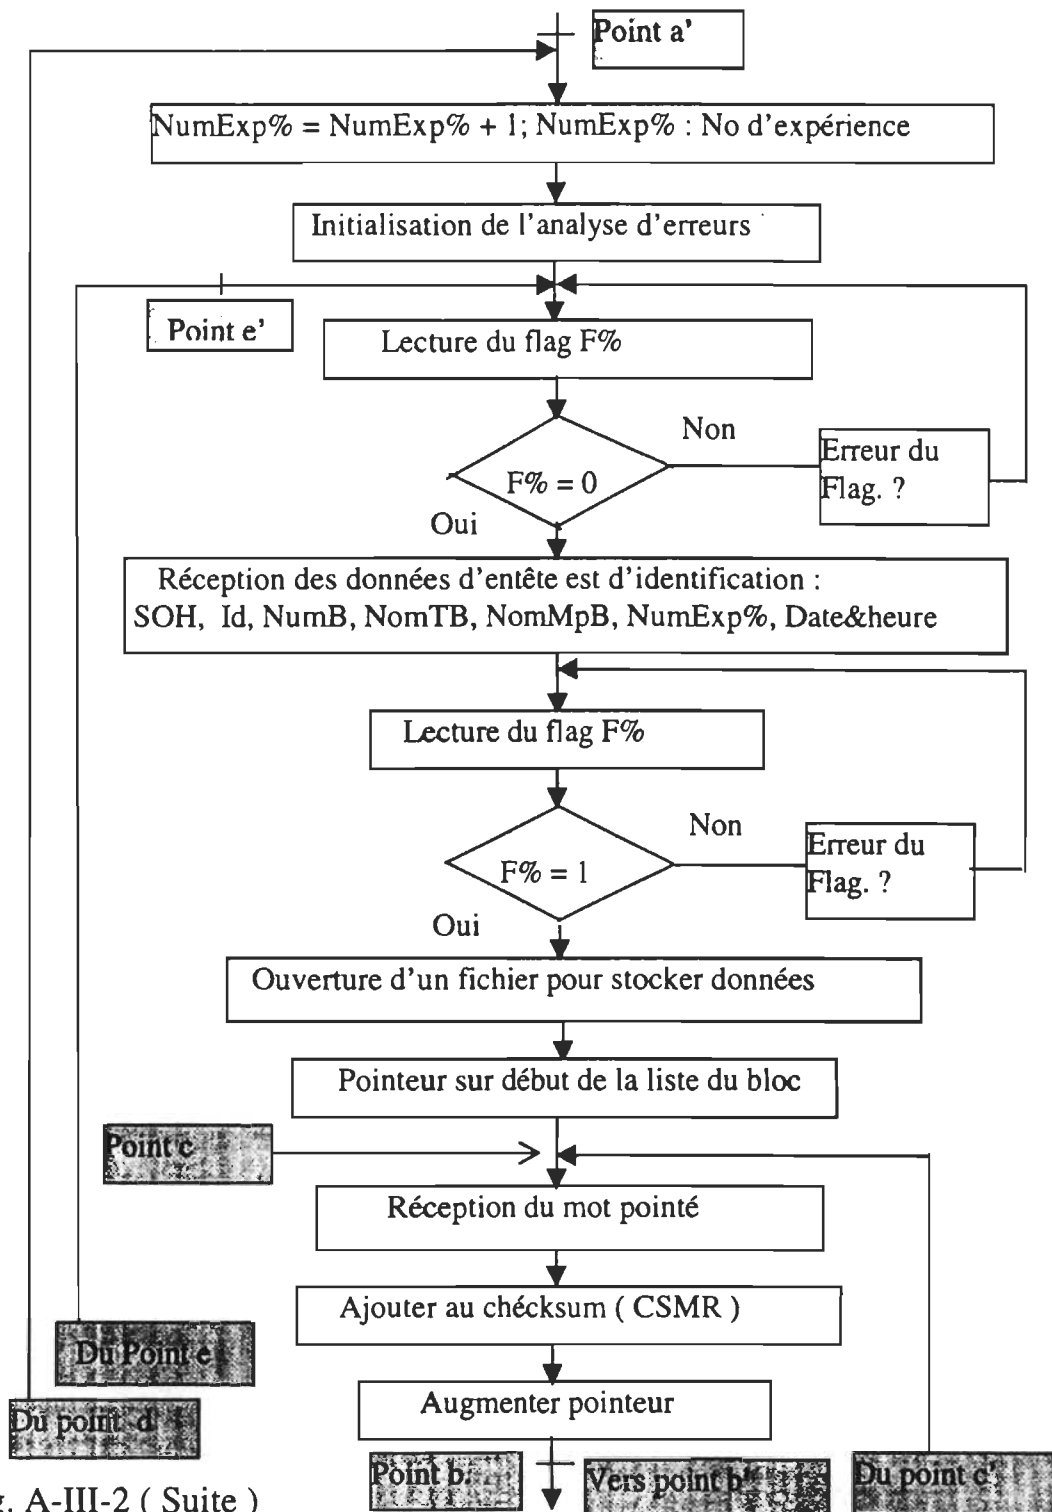 Point a'
NumExp% = NumExp% + 1; NumExp% : No d'expérience
Initialisation de l'analyse d'erreurs
Point e'
Lecture du flag F%
Non
Erreur du
Flag. ?
F% = 0
Oui
Réception des données d'entête est d'identification :
SOH, Id, NumB, NomTB, NomMpB, NumExp%, Date&heure
Lecture du flag F%
Non
Erreur du
Flag. ?
F% = 1
Oui
Ouverture d'un fichier pour stocker données
Pointeur sur début de la liste du bloc
Point c
Réception du mot pointé
Ajouter au chécksum ( CSMR )
Du Point e
Augmenter pointeur
Du point d
Point b
Vers point b'
Du point c'
. A-III-2 ( Suite )